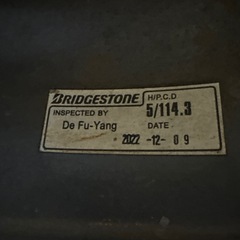 BRIDGESTONE H/P.C.D
5/114.3
INSPECTED BY
De Fu-Yang DATE -
2022 -12- 09